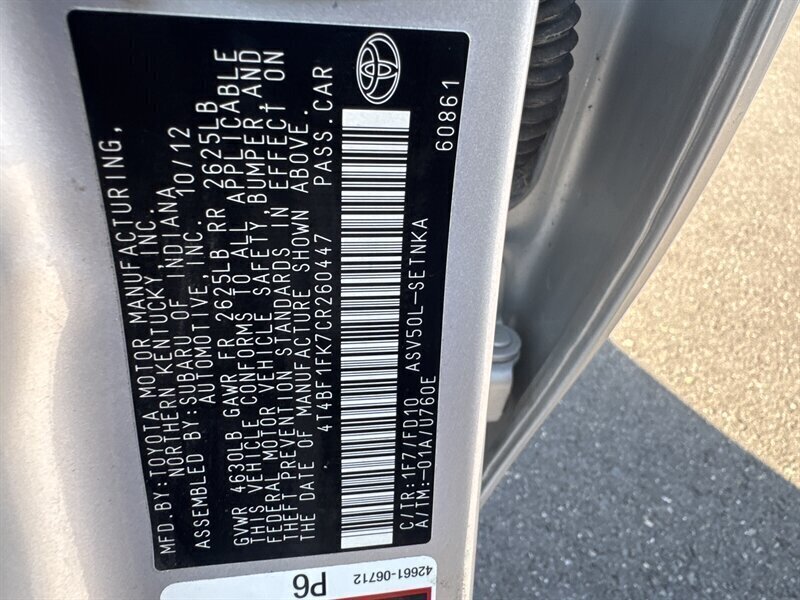 MFD.BY:TOYOTA MOTOR MANUFACTURING,
NORTHERN KENTUCKY, INC.
ASSEMBLED BY:SUBARU OF INDIANA
AUTOMOTIVE, INC. 10/12
GVWR 4630LB GAWR FR 2625LB RR 2625LB
THIS VEHICLE CONFORMS TO ALL APPLICABLE
FEDERAL MOTOR VEHICLE SAFETY, BUMPER, AND
THEFT PREVENTION STANDARDS IN EFFECT ON
THE DATE OF MANUFACTURE SHOWN ABOVE.
4T4BF1FK7CR260447 PASS.CAR
60861
C/TR:1F7/FD10 ASV50L-SETNKA
A/TM:-01A/U760E
42661-06712
P6